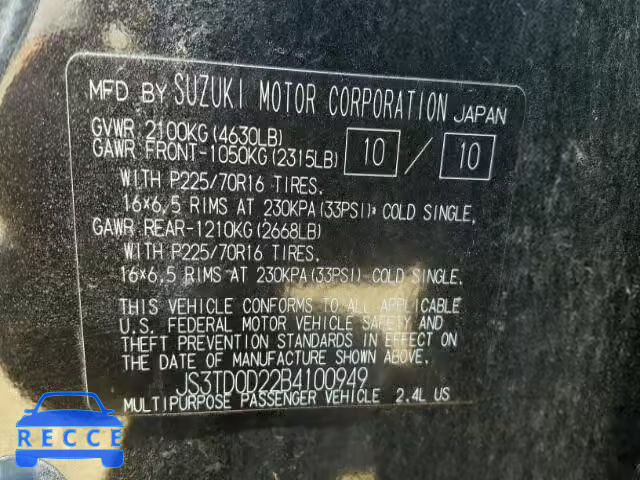 MFD BY SUZUKI MOTOR CORPORATION JAPAN
GVWR 2100KG(4630LB)
GAWR FRONT-1050KG(2315LB) 10 / 10
WITH P225/70R16 TIRES.
16×6.5 RIMS AT 230KPA(33PSI) COLD SINGLE.
GAWR REAR-1210KG(2668LB)
WITH P225/70R16 TIRES.
16×6.5 RIMS AT 230KPA(33PSI) COLD SINGLE.
THIS VEHICLE CONFORMS TO ALL APPLICABLE
U.S. FEDERAL MOTOR VEHICLE SAFETY AND
THEFT PREVENTION STANDARDS IN EFFECT ON
THE DATE OF MANUFACTURE SHOWN ABOVE.
JS3TD0D22B4100949
MULTIPURPOSE PASSENGER VEHICLE 2.4L US
RECCE